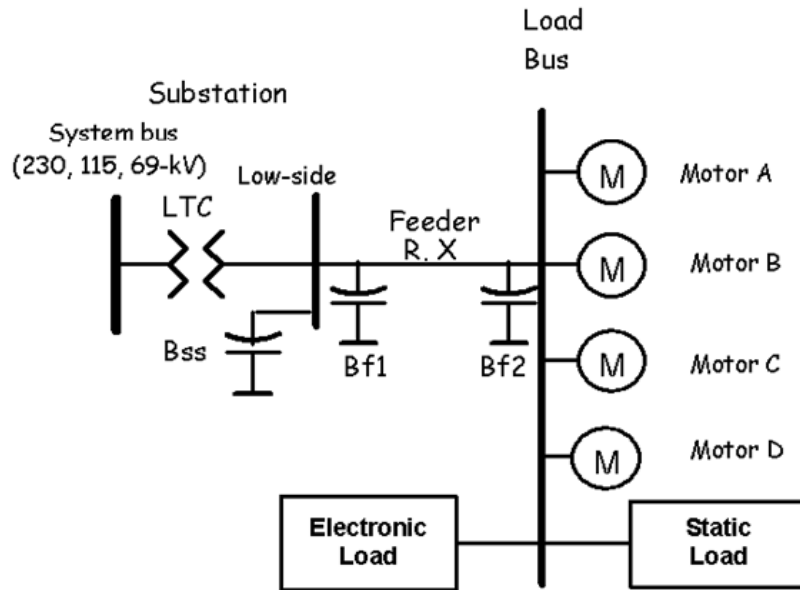 Load
Bus
Substation
System bus
(230, 115, 69-kV)
LTC
Low-side
Feeder
R. X
Bss
Bf1
Bf2
M
Motor A
M
Motor B
M
Motor C
M
Motor D
Electronic
Load
Static
Load